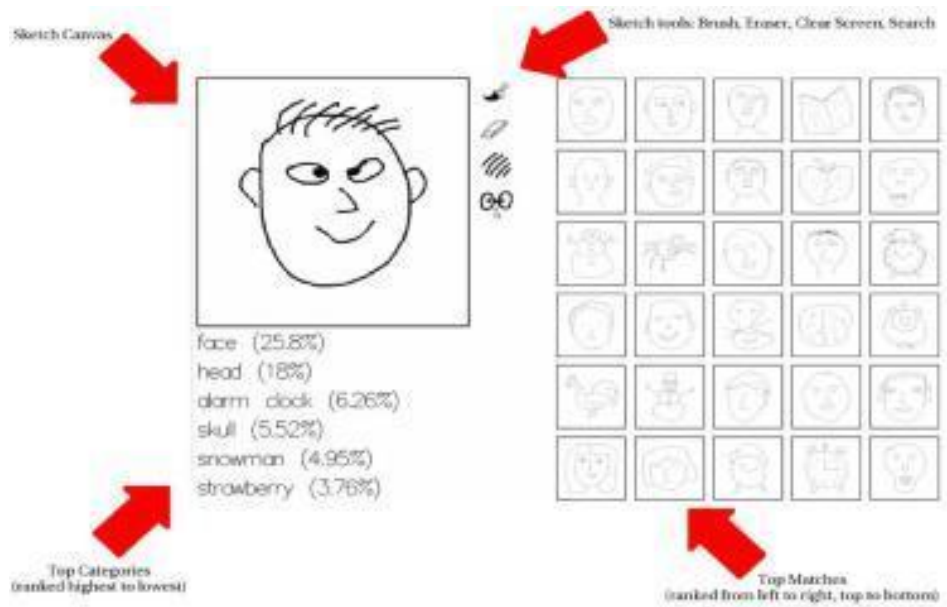 Sketch Canvas
Sketch tools: Brush, Eraser, Clear Screen, Search
face (25.8%)
head (18%)
alarm clock (6.26%)
skull (5.52%)
snowman (4.95%)
strawberry (3.76%)
Top Categories
(ranked highest to lowest)
Top Matches
(ranked from left to right, top to bottom)